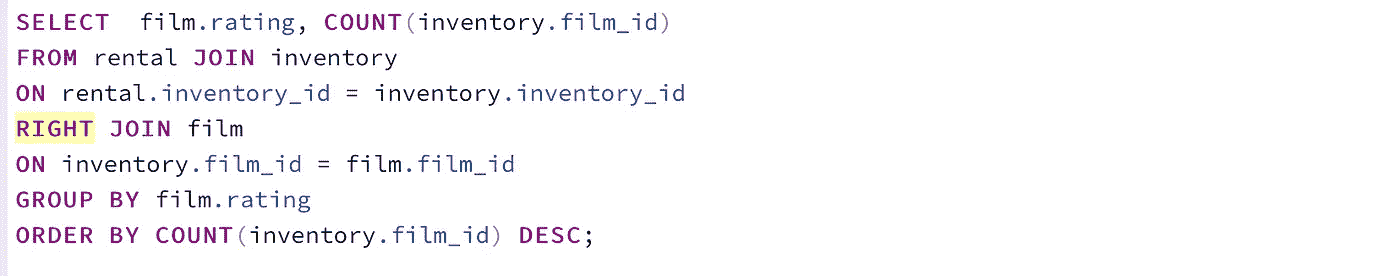 SELECT  film.rating, COUNT(inventory.film_id)
FROM rental JOIN inventory
ON rental.inventory_id = inventory.inventory_id
RIGHT JOIN film
ON inventory.film_id = film.film_id
GROUP BY film.rating
ORDER BY COUNT(inventory.film_id) DESC;